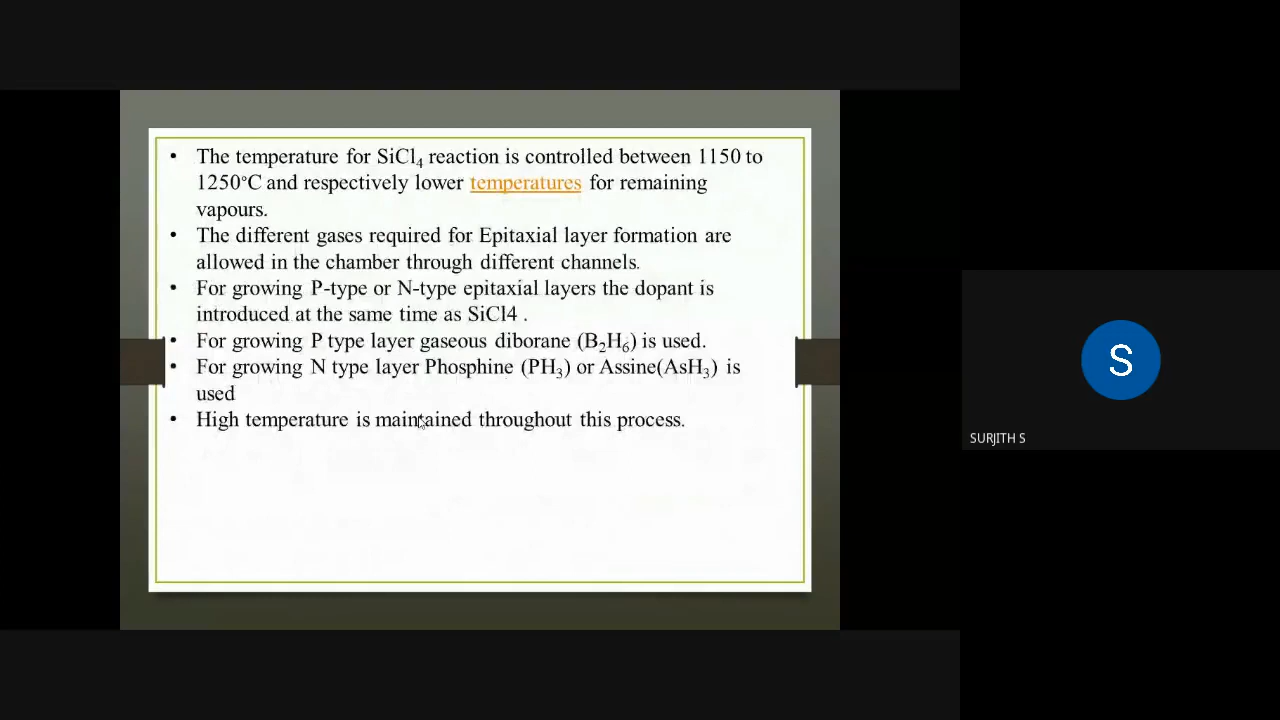 • The temperature for SiCl₄ reaction is controlled between 1150 to
1250°C and respectively lower temperatures for remaining
vapours.
• The different gases required for Epitaxial layer formation are
allowed in the chamber through different channels.
• For growing P-type or N-type epitaxial layers the dopant is
introduced at the same time as SiCl4 .
• For growing P type layer gaseous diborane (B₂H₆) is used.
• For growing N type layer Phosphine (PH₃) or Assine(AsH₃) is
used
• High temperature is maintained throughout this process.
S
SURJITH S